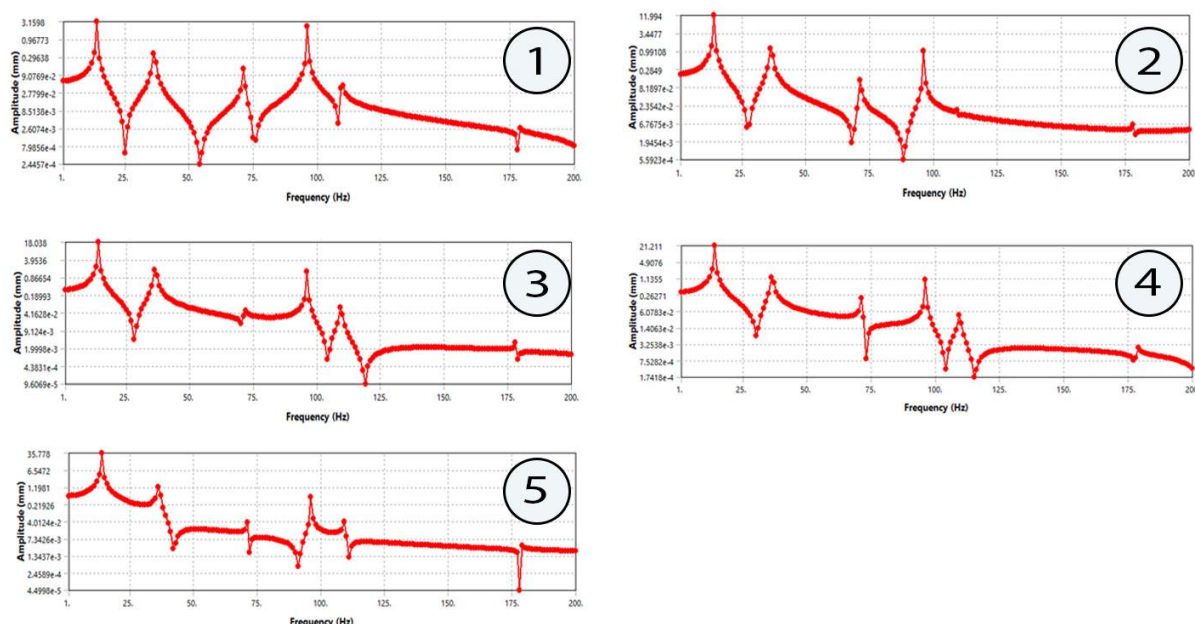 3.1598
0.96773
0.29638
9.0769e-2
2.7799e-2
8.5138e-3
2.6074e-3
7.9856e-4
2.4457e-4
Amplitude (mm)
1
1. 25. 50. 75. 100. 125. 150. 175. 200.
Frequency (Hz)
11.994
3.4477
0.99108
0.2849
8.1897e-2
2.3542e-2
6.7675e-3
1.9454e-3
5.5923e-4
Amplitude (mm)
2
1. 25. 50. 75. 100. 125. 150. 175. 200.
Frequency (Hz)
18.038
3.9536
0.86654
0.18993
4.1628e-2
9.124e-3
1.9998e-3
4.3831e-4
9.6069e-5
Amplitude (mm)
3
1. 25. 50. 75. 100. 125. 150. 175. 200.
Frequency (Hz)
21.211
4.9076
1.1355
0.26271
6.0783e-2
1.4063e-2
3.2538e-3
7.5282e-4
1.7418e-4
Amplitude (mm)
4
1. 25. 50. 75. 100. 125. 150. 175. 200.
Frequency (Hz)
35.778
6.5472
1.1981
0.21926
4.0124e-2
7.3426e-3
1.3437e-3
2.4589e-4
4.4998e-5
Amplitude (mm)
5
1. 25. 50. 75. 100. 125. 150. 175. 200.
Frequency (Hz)